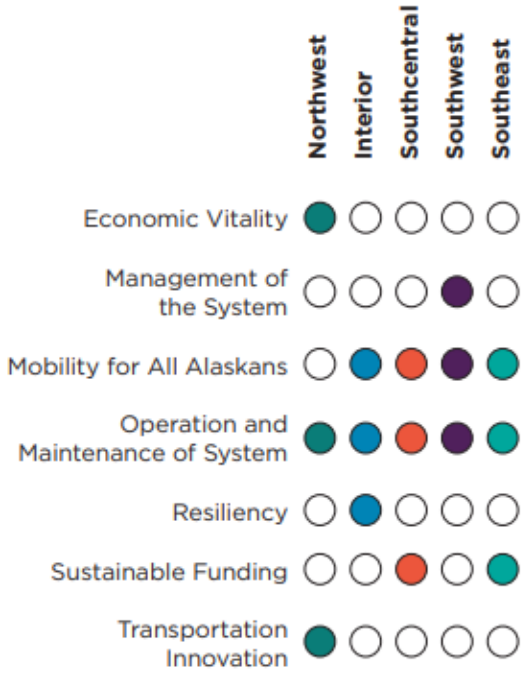 Northwest
Interior
Southcentral
Southwest
Southeast
Economic Vitality
Management of
the System
Mobility for All Alaskans
Operation and
Maintenance of System
Resiliency
Sustainable Funding
Transportation
Innovation